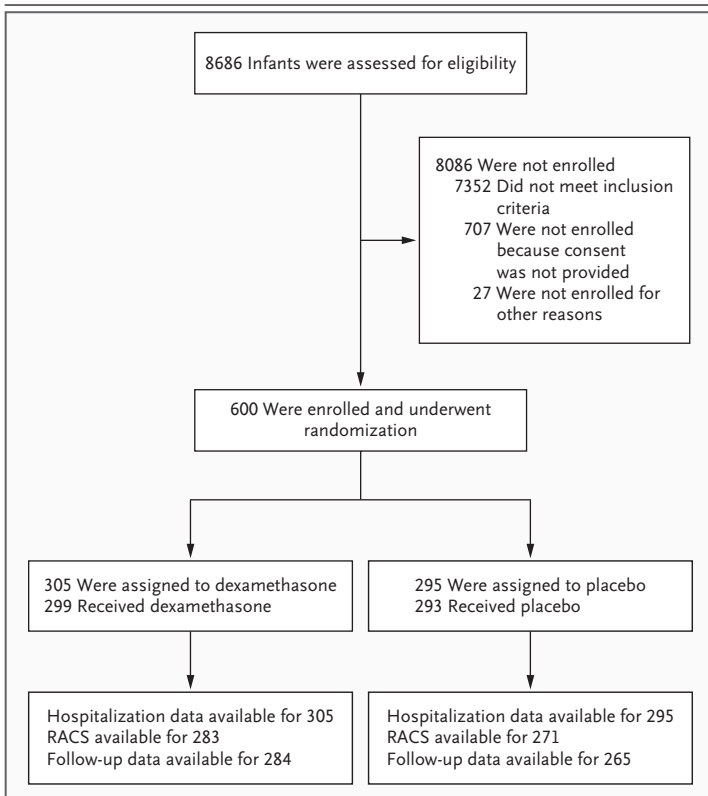 8686 Infants were assessed for eligibility
8086 Were not enrolled
7352 Did not meet inclusion
criteria
707 Were not enrolled
because consent
was not provided
27 Were not enrolled for
other reasons
600 Were enrolled and underwent
randomization
305 Were assigned to dexamethasone
299 Received dexamethasone
295 Were assigned to placebo
293 Received placebo
Hospitalization data available for 305
RACS available for 283
Follow-up data available for 284
Hospitalization data available for 295
RACS available for 271
Follow-up data available for 265